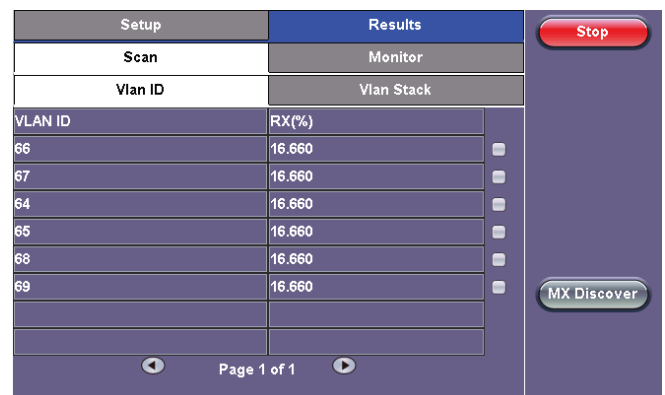 Setup Results Stop
Scan Monitor
Vlan ID Vlan Stack
VLAN ID RX(%)
66 16.660
67 16.660
64 16.660
65 16.660
68 16.660
69 16.660
MX Discover
Page 1 of 1